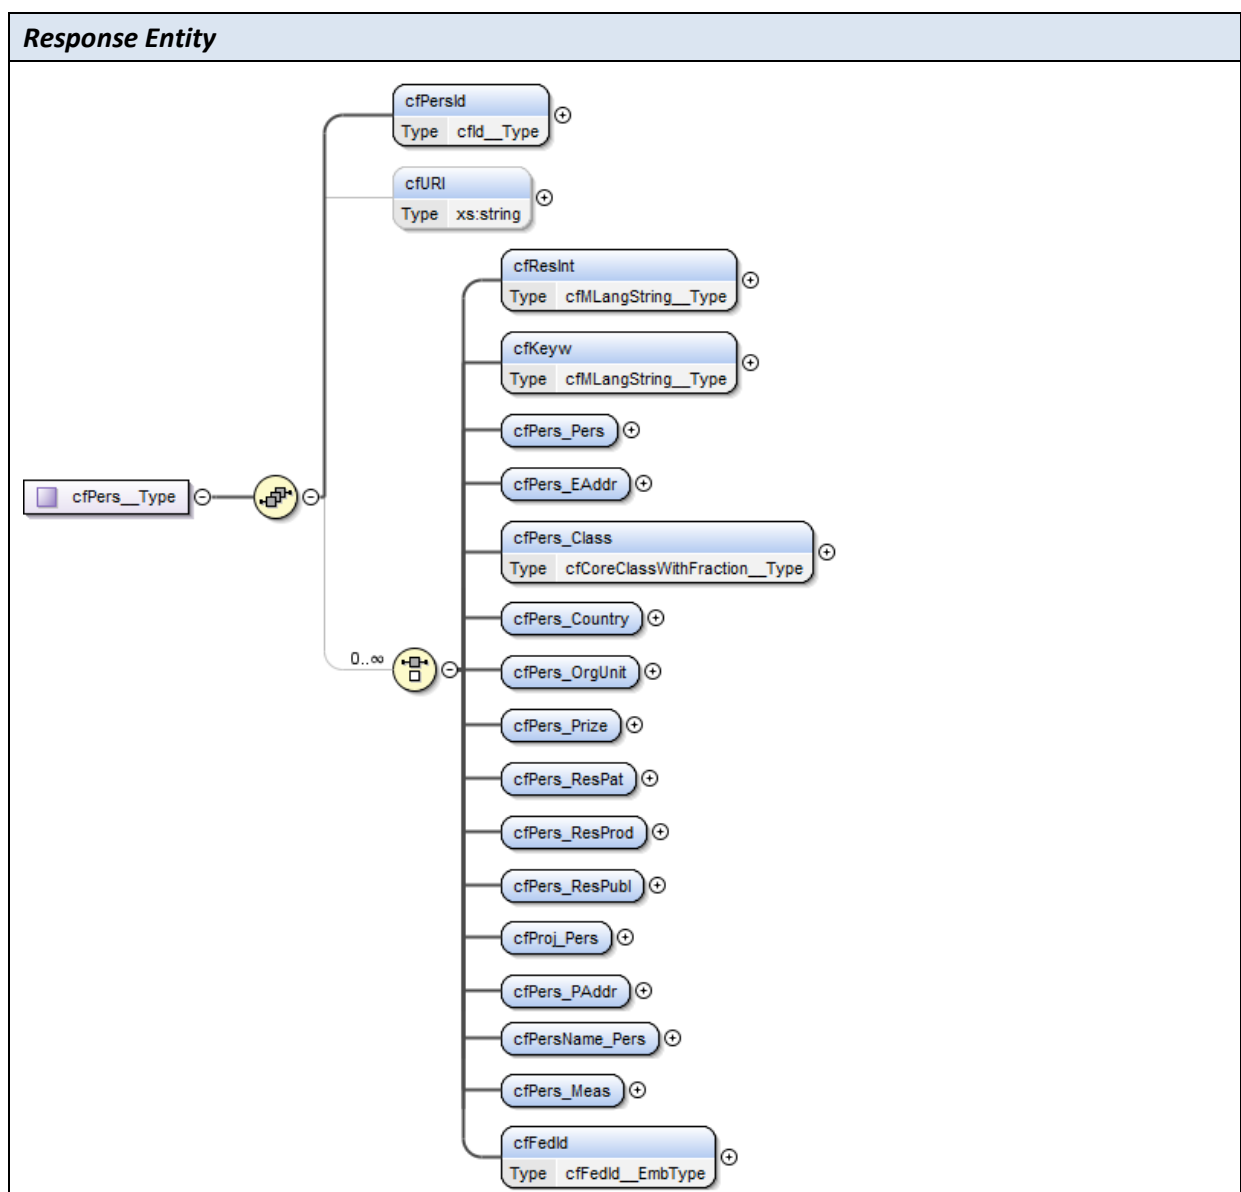 Response Entity
cfPersId
Type cfId__Type
cfURI
Type xs:string
cfResInt
Type cfMLangString__Type
cfKeyw
Type cfMLangString__Type
cfPers_Pers
cfPers_EAddr
cfPers__Type
cfPers_Class
Type cfCoreClassWithFraction__Type
cfPers_Country
0..∞
cfPers_OrgUnit
cfPers_Prize
cfPers_ResPat
cfPers_ResProd
cfPers_ResPubl
cfProj_Pers
cfPers_PAddr
cfPersName_Pers
cfPers_Meas
cfFedId
Type cfFedId__EmbType